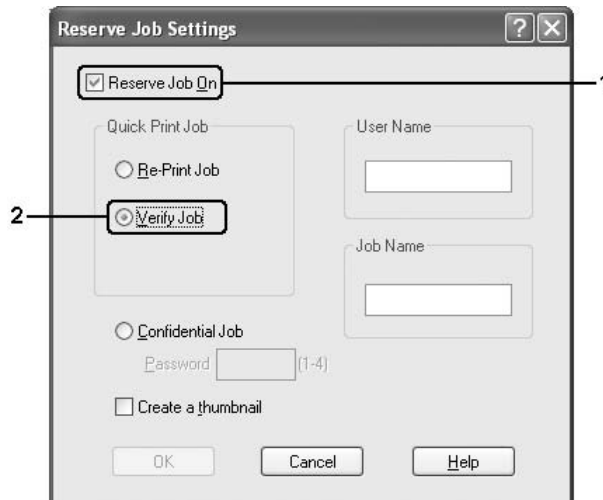 Reserve Job Settings
Reserve Job On
1
Quick Print Job
User Name
Re-Print Job
2
Verify Job
Job Name
Confidential Job
Password
(1-4)
Create a thumbnail
OK
Cancel
Help